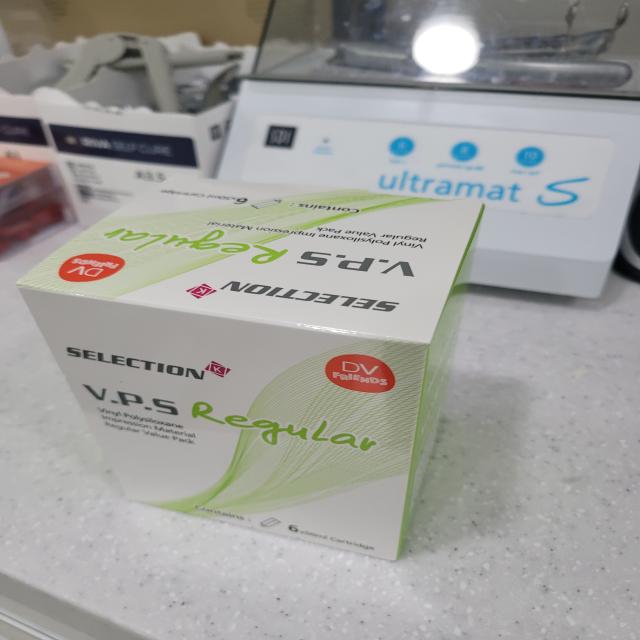 ultramat S
Contains : 6
Vinyl Polysiloxane Impression Material
Regular Value Pack
V.P.S Regular
SELECTION
DV
FRIENDS
SELECTION
DV
FRIENDS
V.P.S Regular
Vinyl Polysiloxane
Impression Material
Regular Value Pack
Contains : 6 Cartridge
SELF CURE